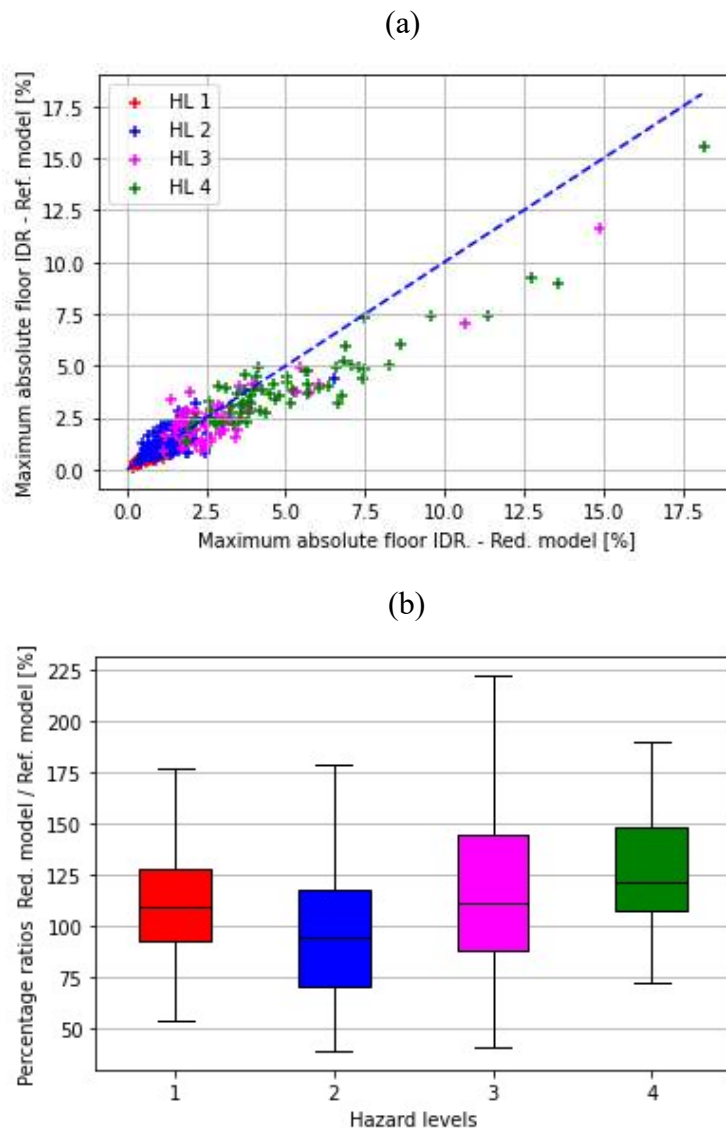 (a)
Maximum absolute floor IDR - Ref. model [%]
17.5
15.0
12.5
10.0
7.5
5.0
2.5
0.0
HL 1
HL 2
HL 3
HL 4
0.0 2.5 5.0 7.5 10.0 12.5 15.0 17.5
Maximum absolute floor IDR. - Red. model [%]
(b)
Percentage ratios Red. model / Ref. model [%]
225
200
175
150
125
100
75
50
1 2 3 4
Hazard levels